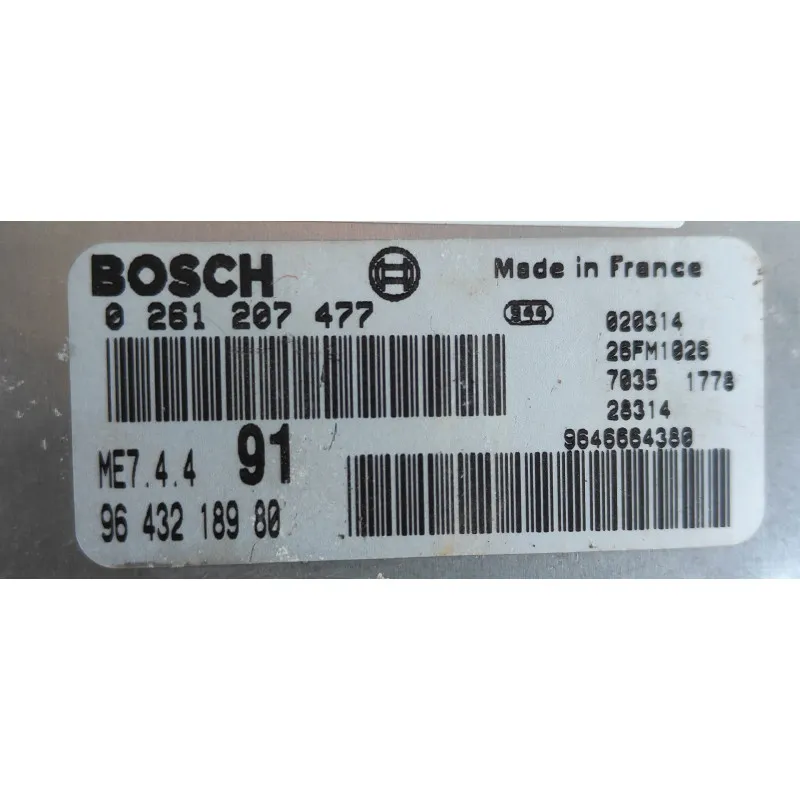 BOSCH
Made in France
0 261 207 477
944
020314
26FM1026
7035 1778
28314
9646664380
ME7.4.4 91
96 432 189 80